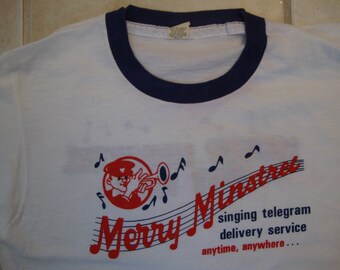 Merry Minstrel
singing telegram
delivery service
anytime, anywhere...